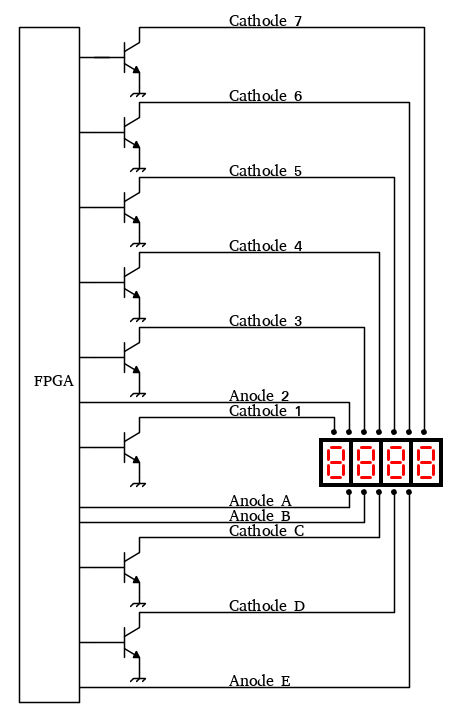 Cathode 7
Cathode 6
Cathode 5
Cathode 4
Cathode 3
FPGA
Anode 2
Cathode 1
8888
Anode A
Anode B
Cathode C
Cathode D
Anode E